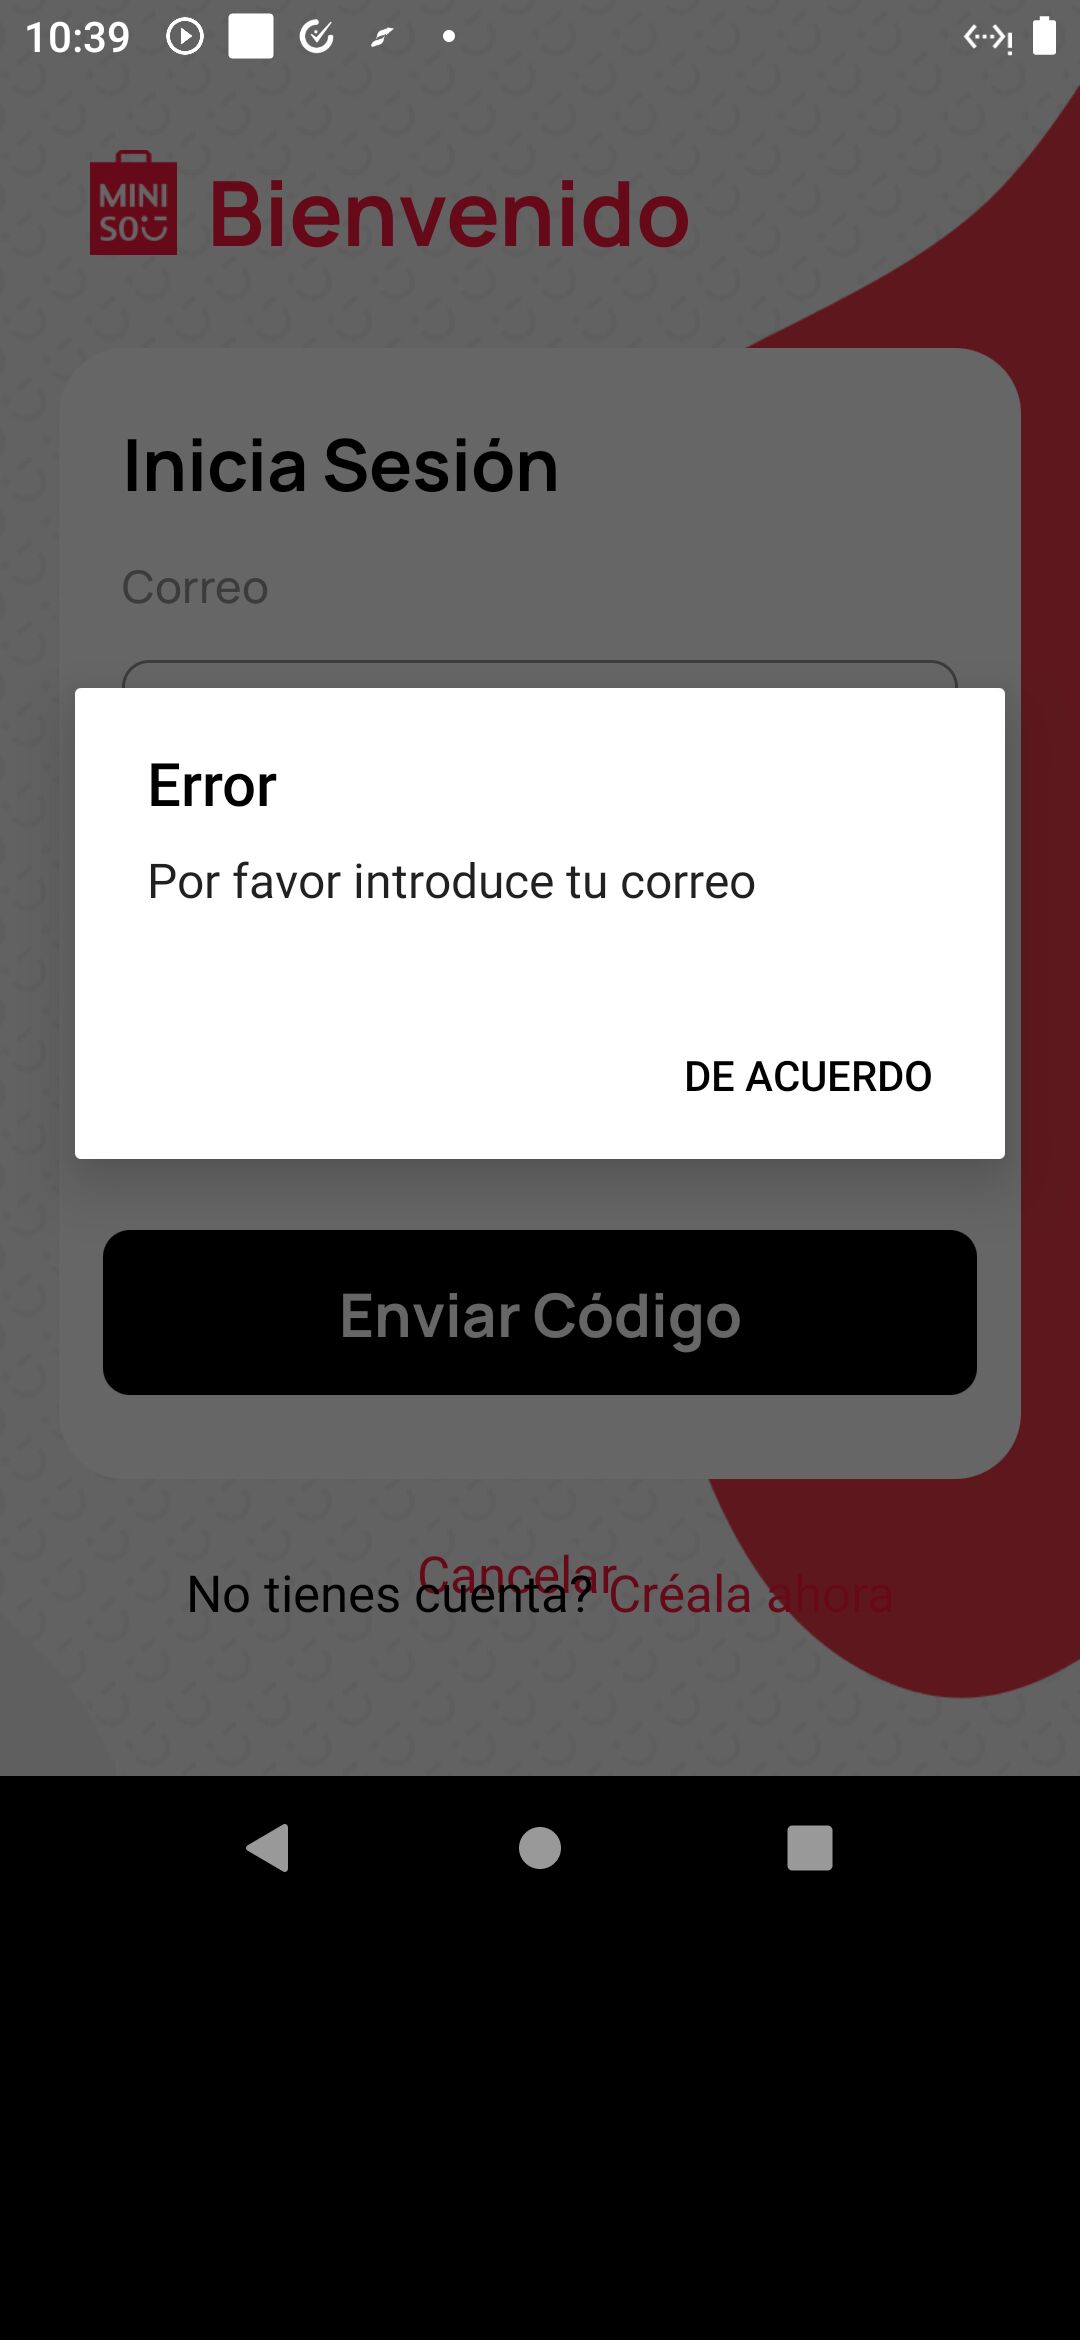 10:39
MINI
SO
Bienvenido
Inicia Sesión
Correo
Error
Por favor introduce tu correo
DE ACUERDO
Enviar Código
Cancelar
No tienes cuenta? Créala ahora